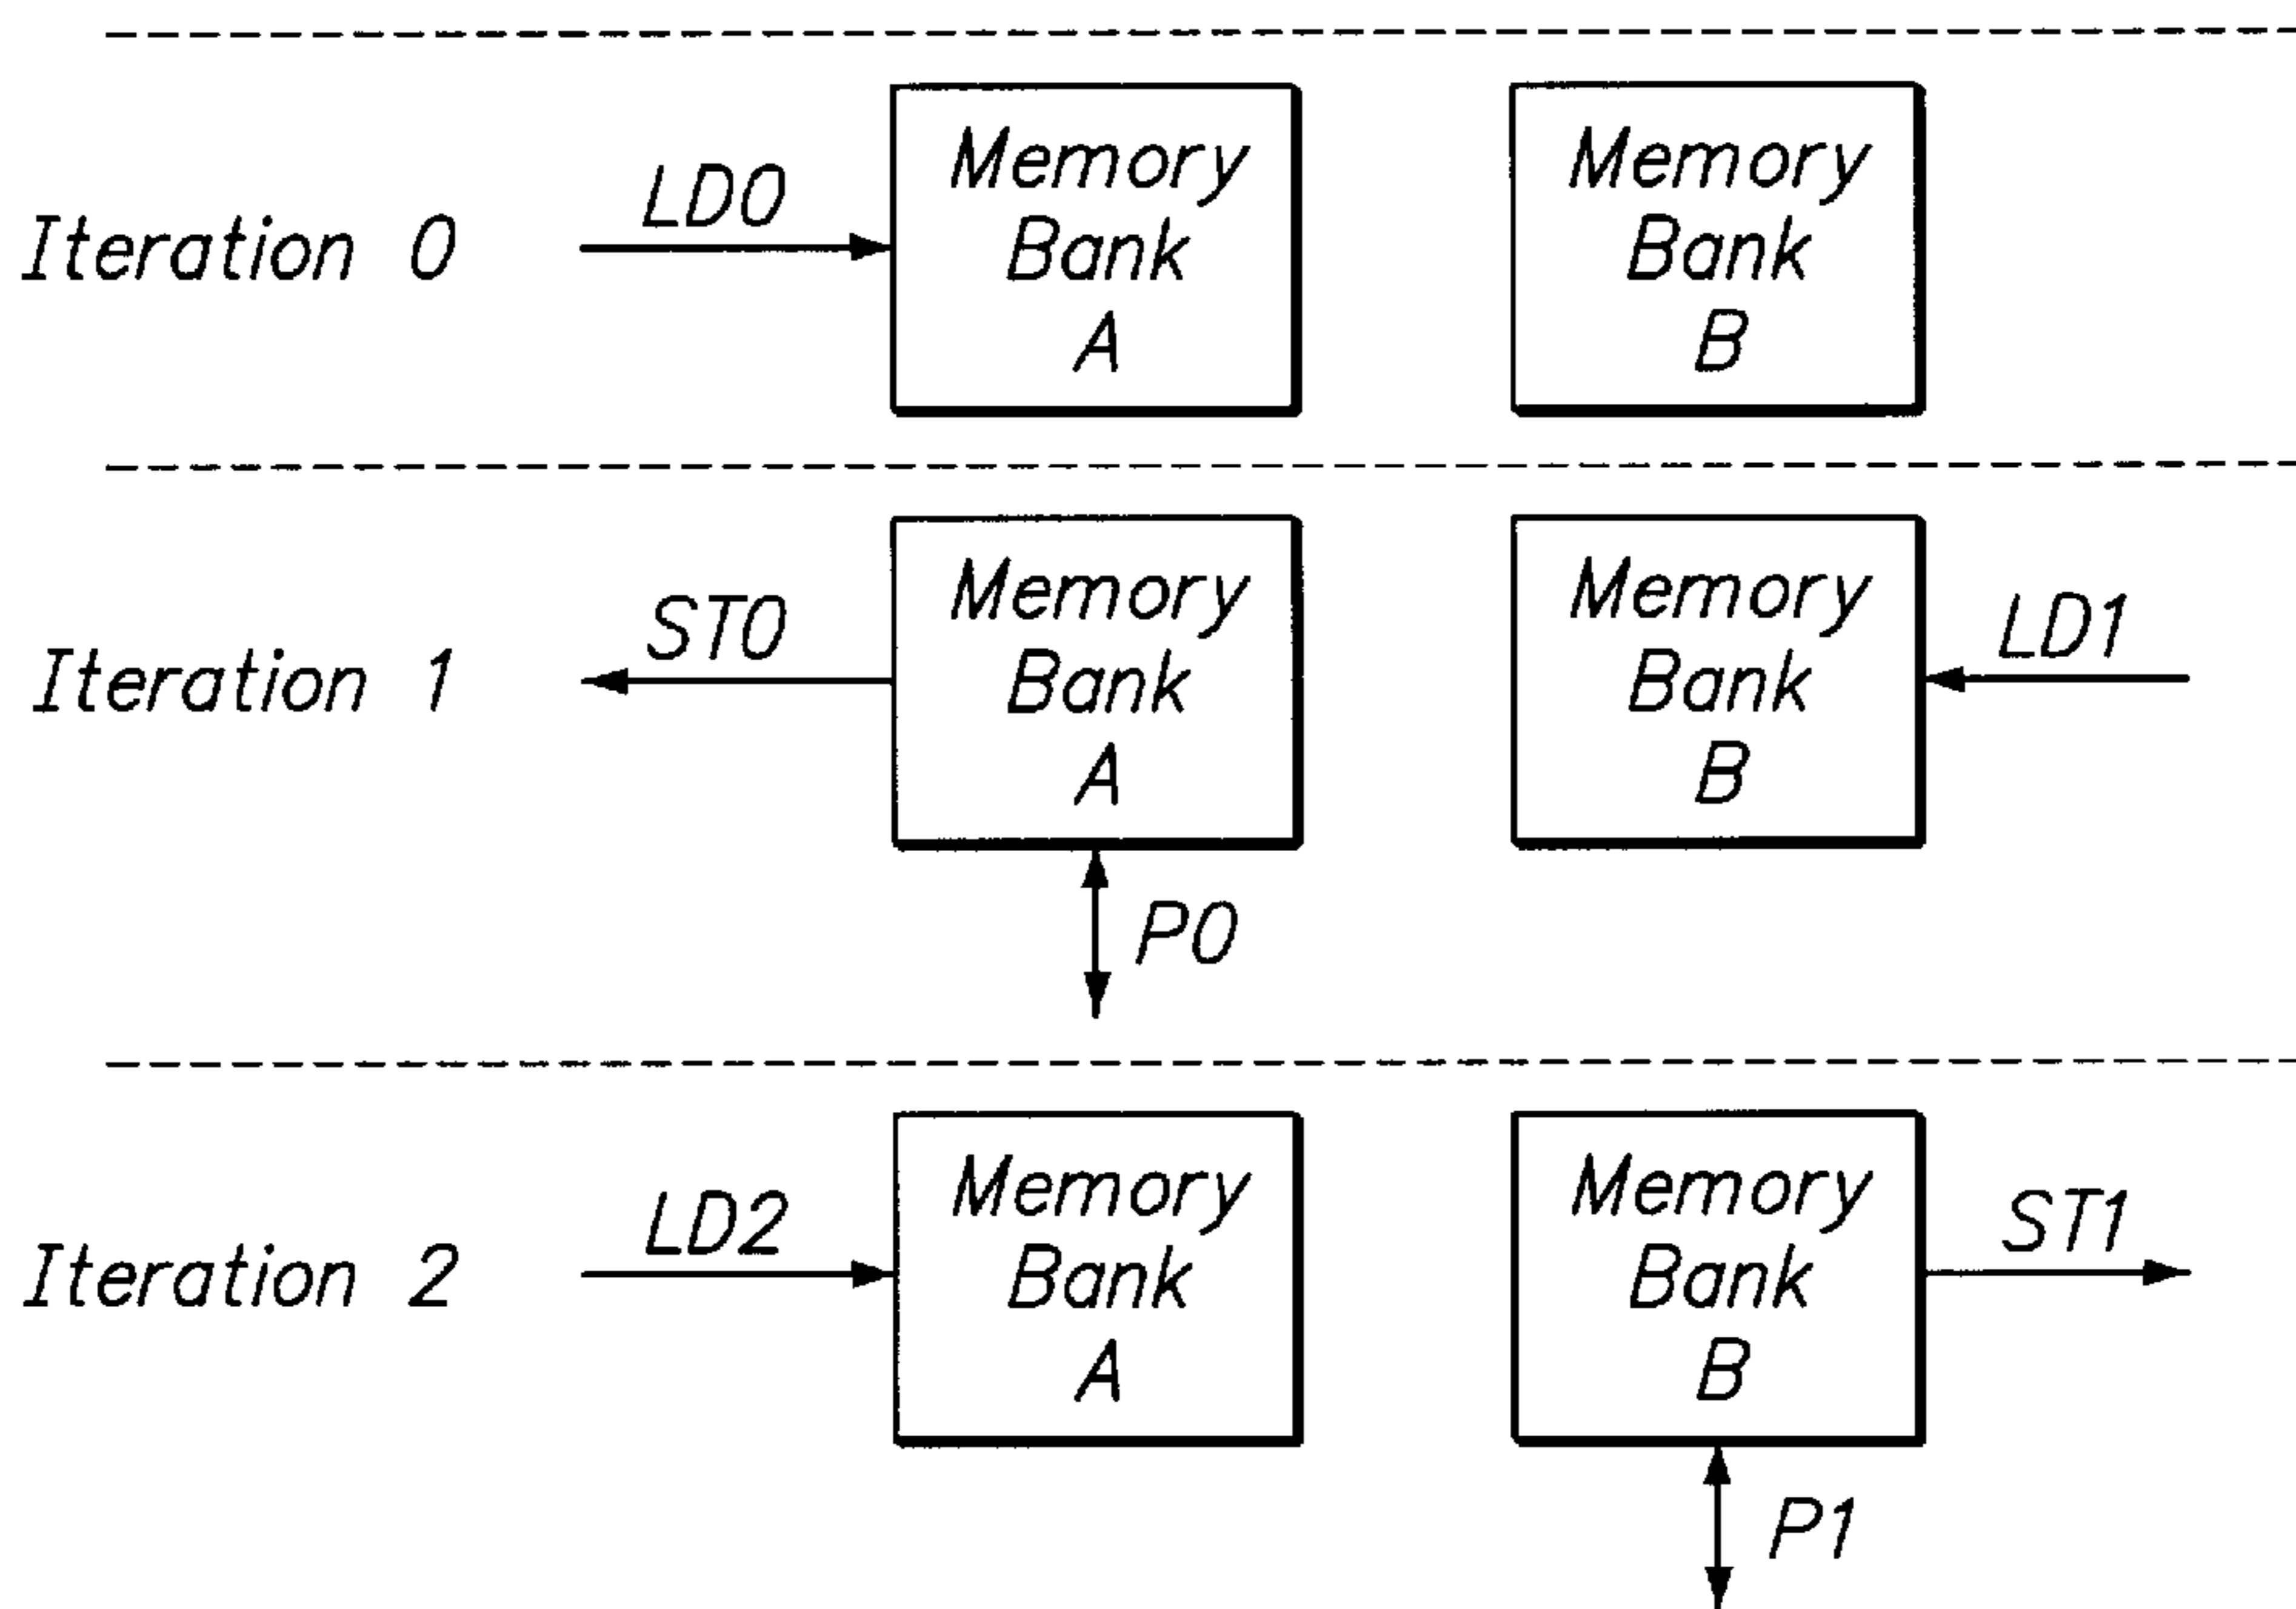 Iteration 0
LD0
Memory
Bank
A
Memory
Bank
B
Iteration 1
ST0
Memory
Bank
A
P0
Memory
Bank
B
LD1
Iteration 2
LD2
Memory
Bank
A
Memory
Bank
B
ST1
P1